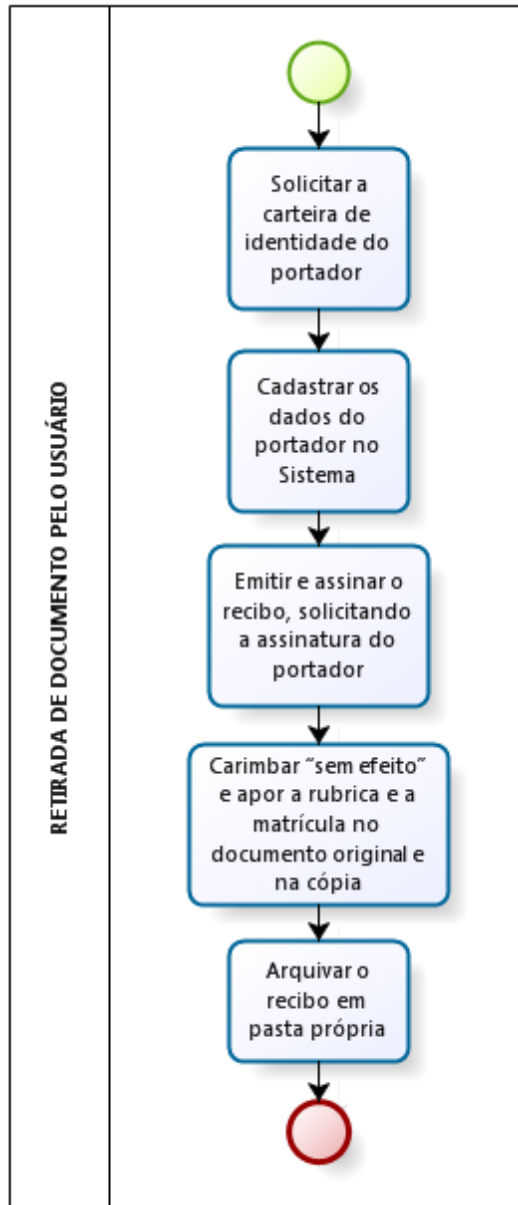 RETIRADA DE DOCUMENTO PELO USUÁRIO
Solicitar a
carteira de
identidade do
portador
Cadastrar os
dados do
portador no
Sistema
Emitir e assinar o
recibo, solicitando
a assinatura do
portador
Carimbar “sem efeito”
e apor a rubrica e a
matrícula no
documento original e
na cópia
Arquivar o
recibo em
pasta própria